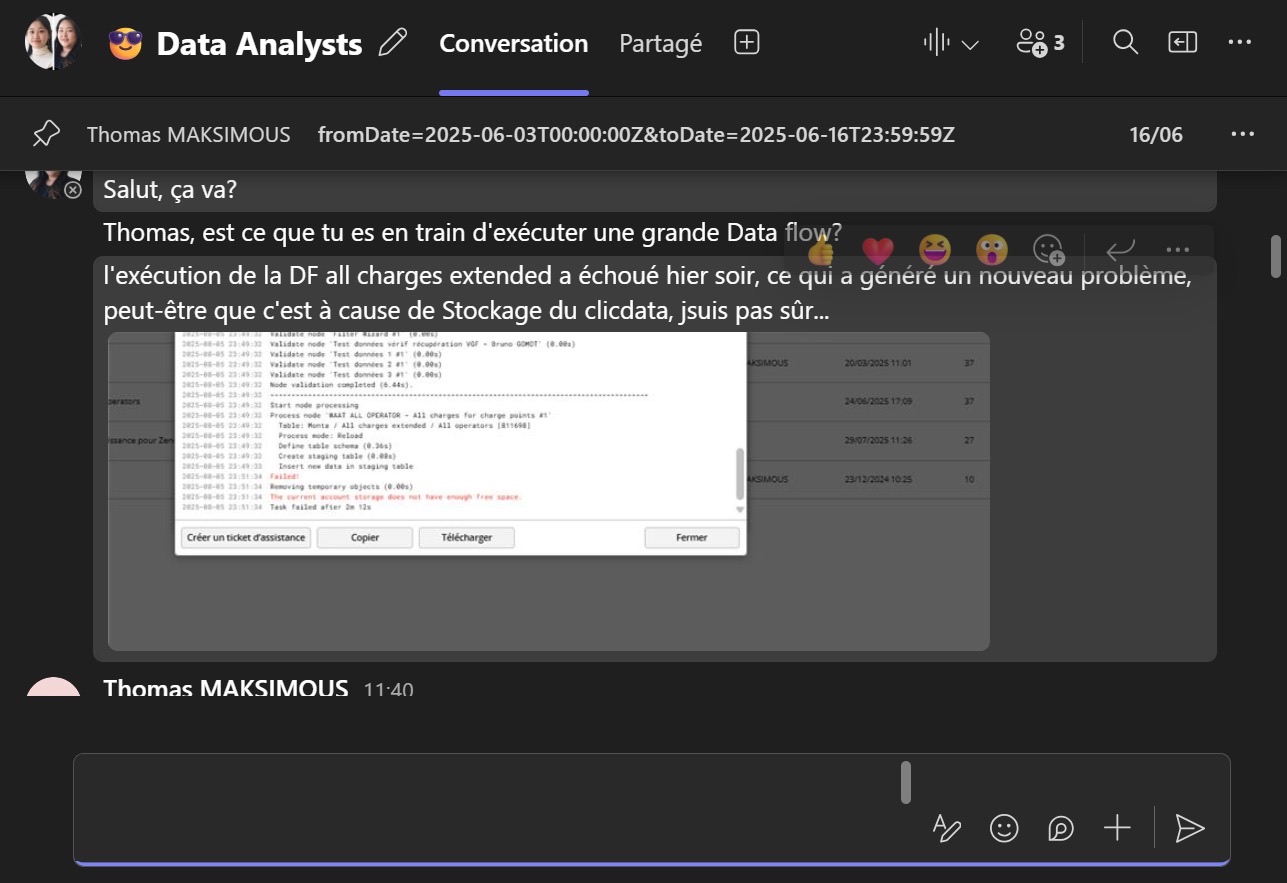 Data Analysts
Conversation
Partagé
3
Thomas MAKSIMOUS fromDate=2025-06-03T00:00:00Z&toDate=2025-06-16T23:59:59Z 16/06
Salut, ça va?
Thomas, est ce que tu es en train d'exécuter une grande Data flow?
l'exécution de la DF all charges extended a échoué hier soir, ce qui a généré un nouveau problème,
peut-être que c'est à cause de Stockage du clicdata, jsuis pas sûr...
2025-08-05 23:49:32 Validate node 'Filter Wizard #1' (0.00s)
2025-08-05 23:49:32 Validate node 'Test données vérif récupération VGF - Bruno GOMOT' (0.00s)
2025-08-05 23:49:32 Validate node 'Test données 1 #1' (0.00s)
2025-08-05 23:49:32 Validate node 'Test données 2 #1' (0.00s)
2025-08-05 23:49:32 Validate node 'Test données 3 #1' (0.00s)
2025-08-05 23:49:32 Node validation completed (6.44s).
2025-08-05 23:49:32 --------------------------------------------------------------------------------
2025-08-05 23:49:32 Start node processing
2025-08-05 23:49:32 Process node 'WAAT ALL OPERATOR - All charges for charge points #1'
2025-08-05 23:49:32 Table: Monta / All charges extended / All operators [811698]
2025-08-05 23:49:32 Process mode: Reload
2025-08-05 23:49:32 Define table schema (0.36s)
2025-08-05 23:49:33 Create staging table (0.08s)
2025-08-05 23:49:33 Insert new data in staging table
2025-08-05 23:51:34 Failed!
2025-08-05 23:51:34 Removing temporary objects (0.00s)
2025-08-05 23:51:34 The current account storage does not have enough free space.
2025-08-05 23:51:34 Task failed after 2m 12s
Créer un ticket d'assistance
Copier
Télécharger
Fermer
AKSIMOUS 20/03/2025 11:01 37
perators 24/06/2025 17:09 37
issance pour Zen 29/07/2025 11:26 27
AKSIMOUS 23/12/2024 10:25 10
Thomas MAKSIMOUS 11:40